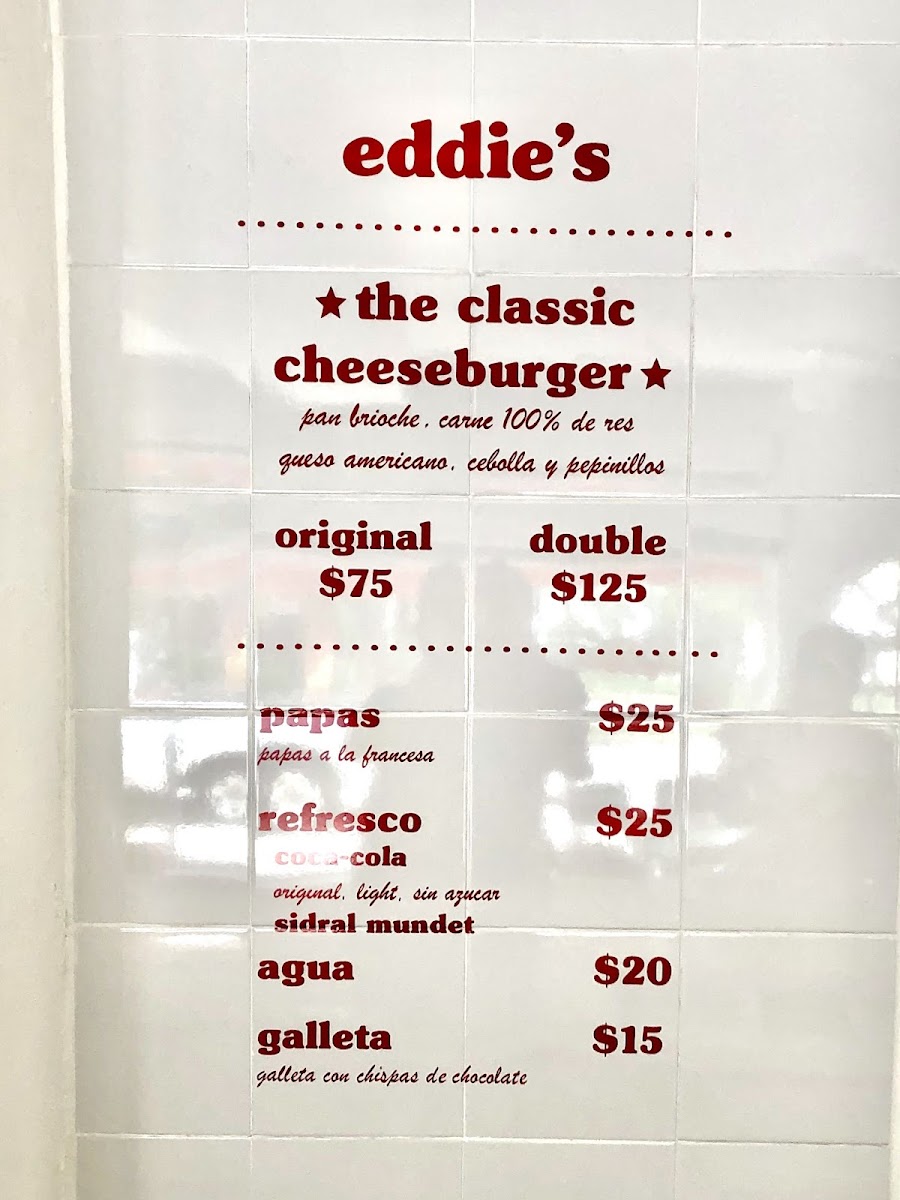 eddie's
★the classic
cheeseburger★
pan brioche, carne 100% de res
queso americano, cebolla y pepinillos
original double
$75 $125
papas $25
papas a la francesa
refresco $25
coca-cola
original, light, sin azucar
sidral mundet
agua $20
galleta $15
galleta con chispas de chocolate